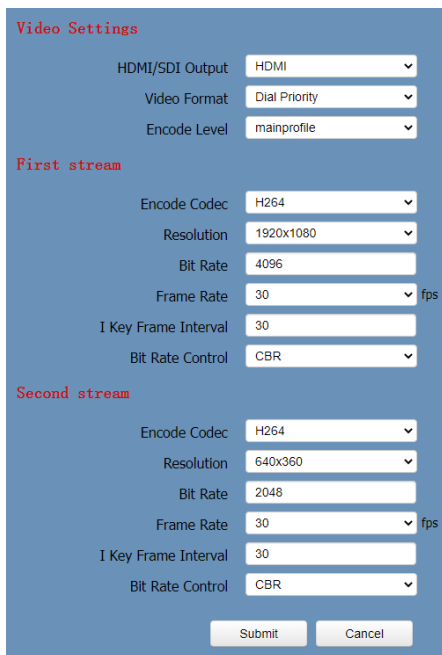 Video Settings
HDMI/SDI Output HDMI
Video Format Dial Priority
Encode Level mainprofile
First stream
Encode Codec H264
Resolution 1920x1080
Bit Rate 4096
Frame Rate 30 fps
I Key Frame Interval 30
Bit Rate Control CBR
Second stream
Encode Codec H264
Resolution 640x360
Bit Rate 2048
Frame Rate 30 fps
I Key Frame Interval 30
Bit Rate Control CBR
Submit Cancel